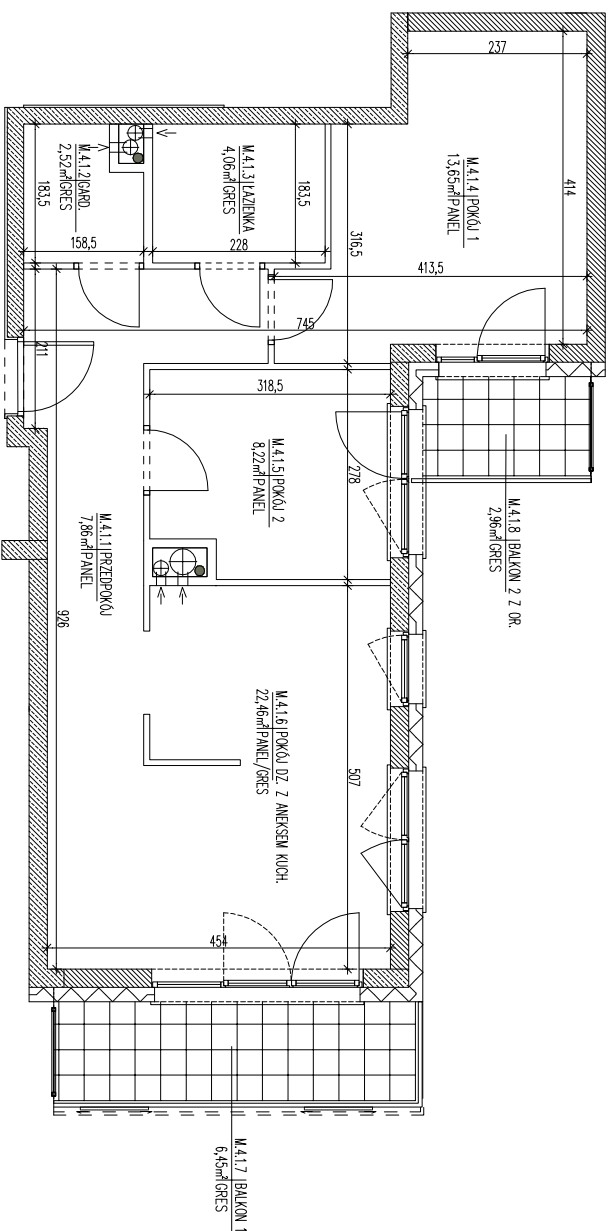 237
M.4.1.4 POKÓJ 1
13,65m² PANEL
414
M.4.1.2 GARD.
2,52m² GRES
183,5
158,5
M.4.1.3 ŁAZIENKA
4,06m² GRES
183,5
228
316,5
413,5
745
211
318,5
M.4.1.5 POKÓJ 2
8,22m² PANEL
278
M.4.1.8 BALKON 2 Z OR.
2,96m² GRES
M.4.1.1 PRZEDPOKÓJ
7,86m² PANEL
926
M.4.1.6 POKÓJ DZ. Z ANEKSEM KUCH.
22,46m² PANEL/GRES
507
454
M.4.1.7 BALKON 1
6,45m² GRES